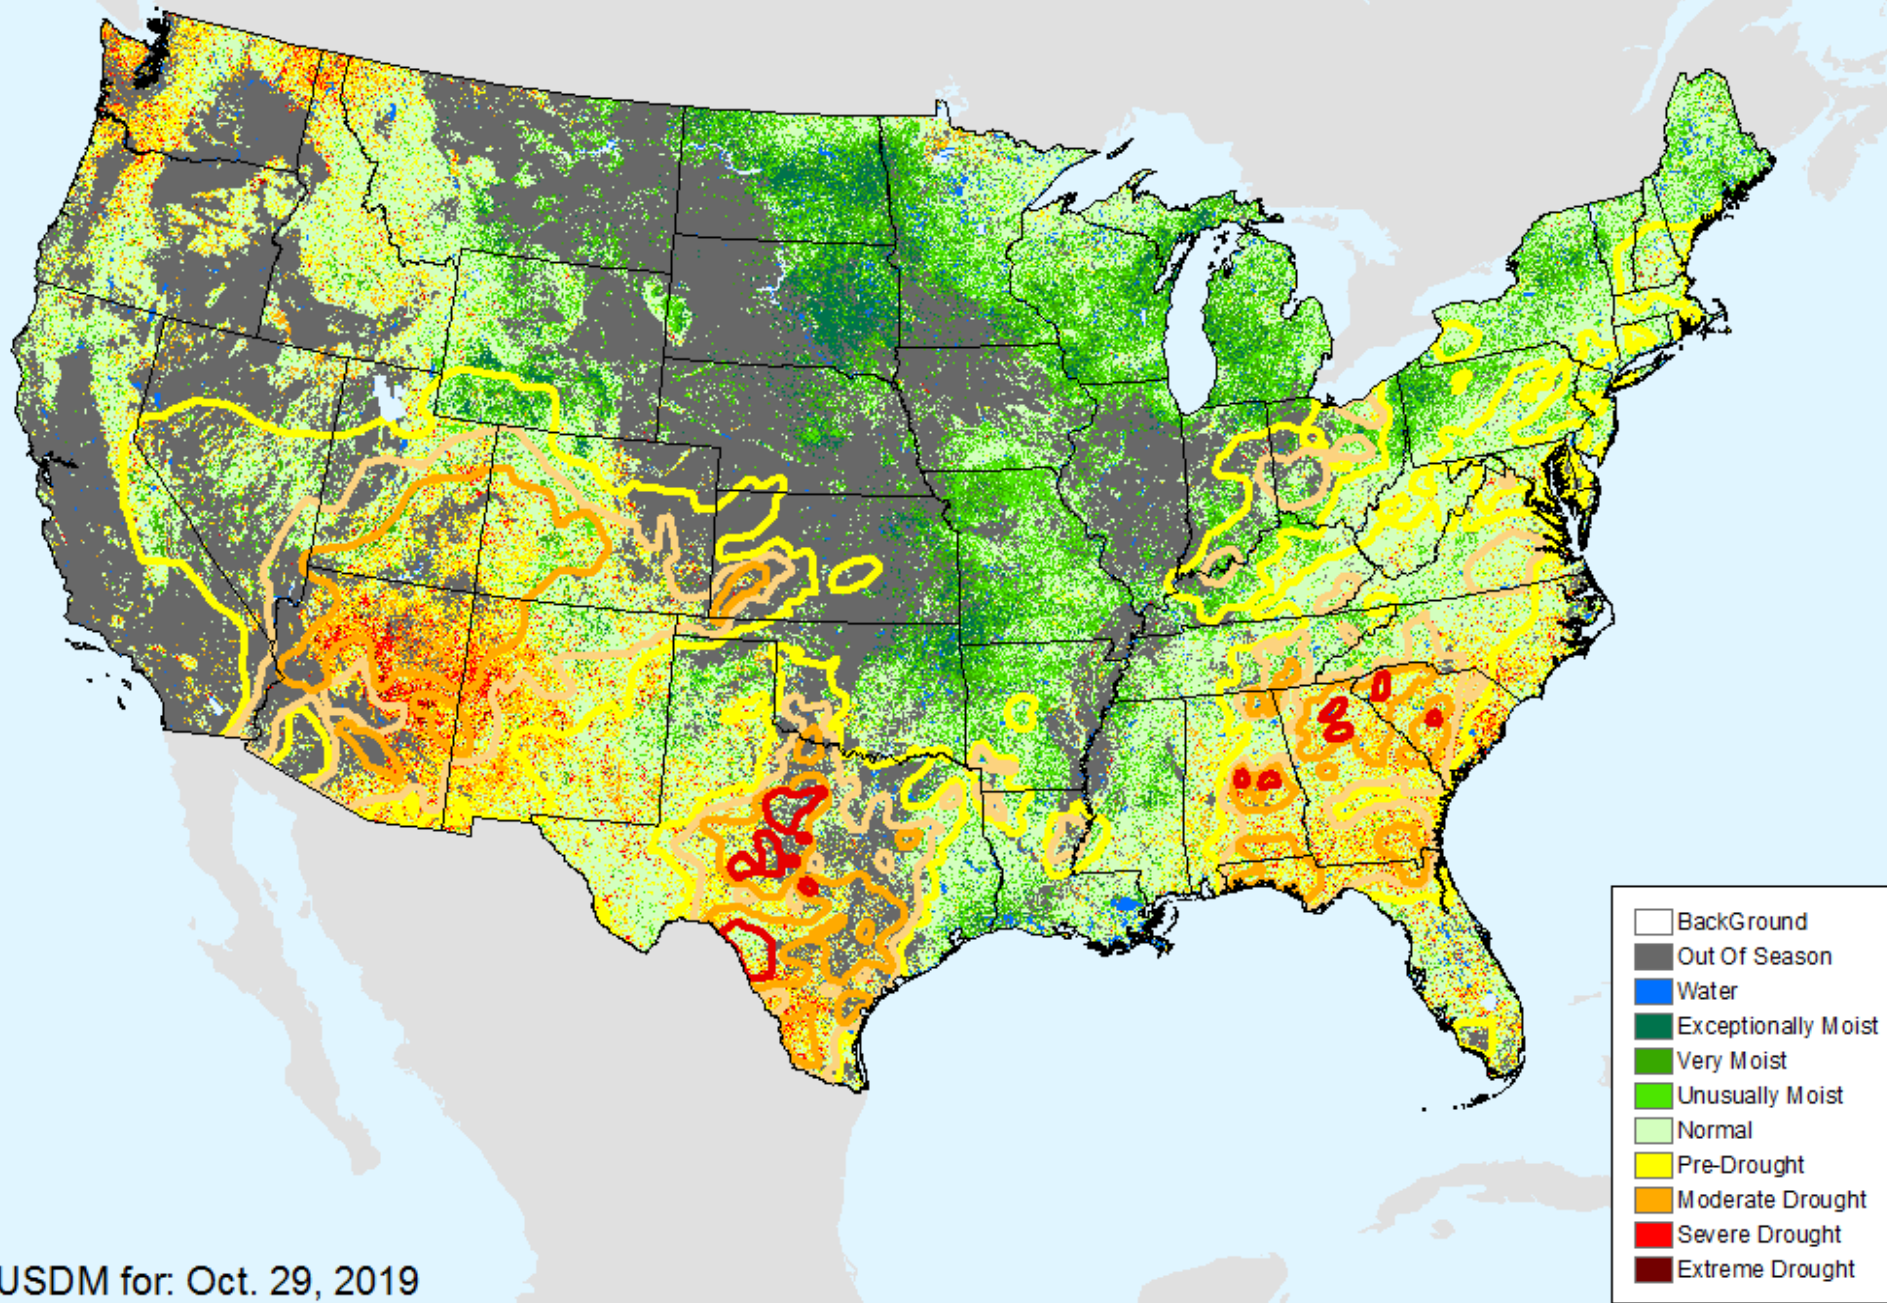 BackGround
Out Of Season
Water
Exceptionally Moist
Very Moist
Unusually Moist
Normal
Pre-Drought
Moderate Drought
Severe Drought
Extreme Drought
USDM for: Oct. 29, 2019